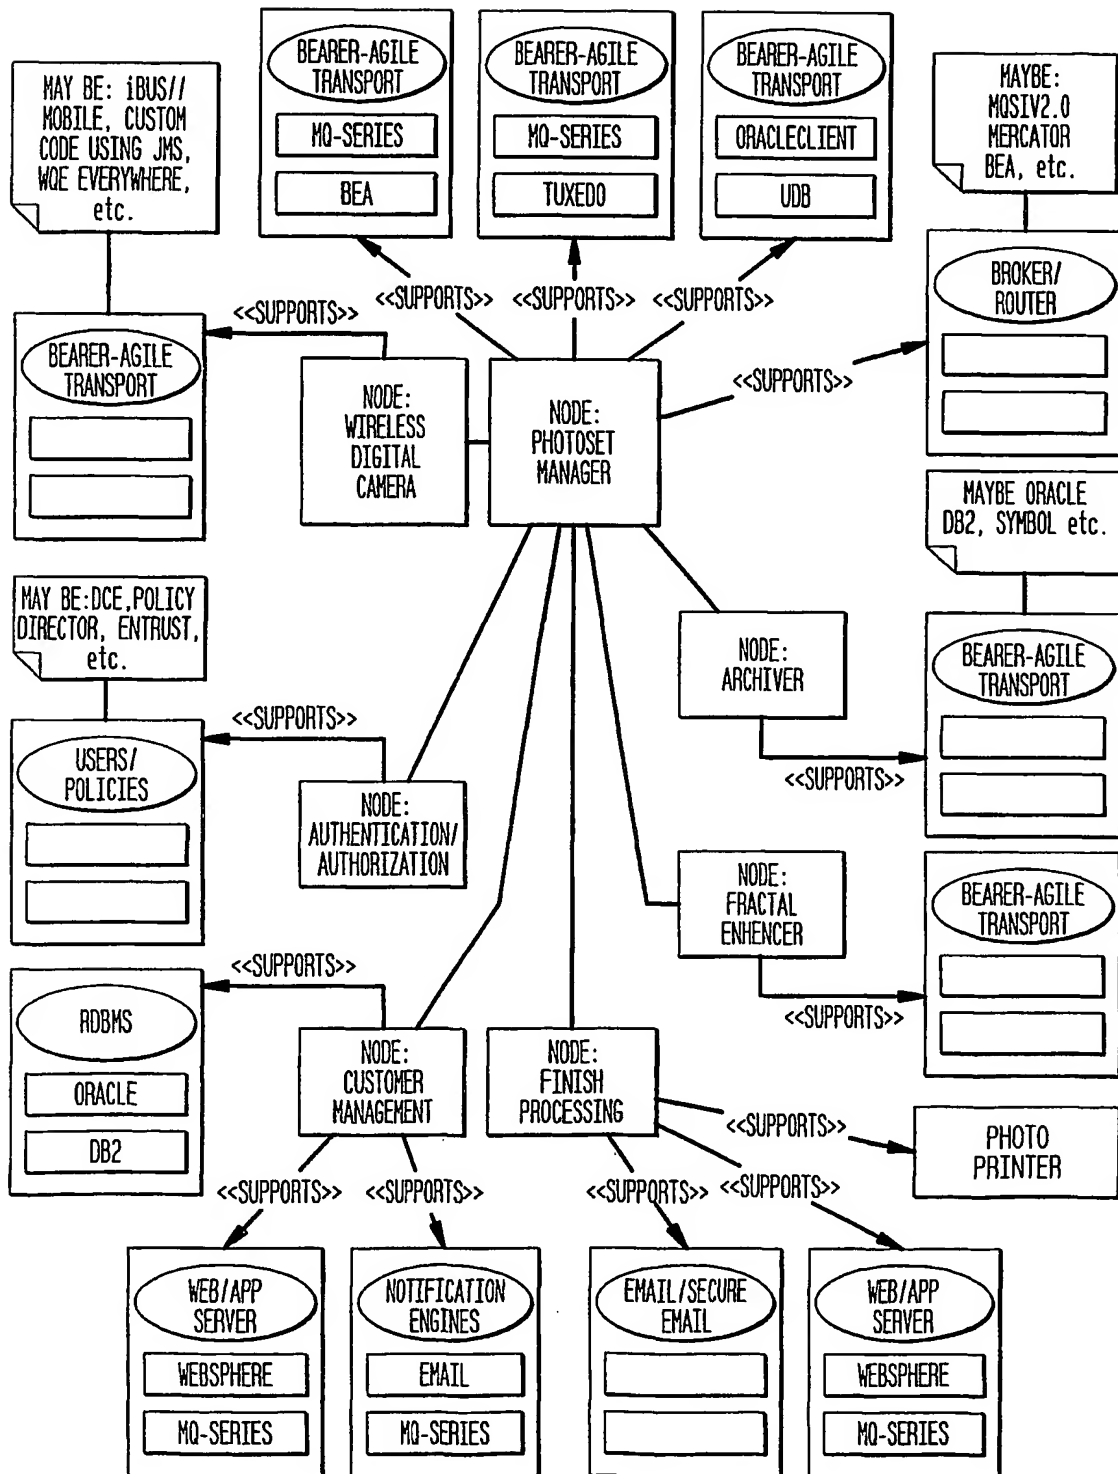 BEARER-AGILE
TRANSPORT
MQ-SERIES
BEA
BEARER-AGILE
TRANSPORT
MQ-SERIES
TUXEDO
BEARER-AGILE
TRANSPORT
ORACLECLIENT
UDB
MAY BE: iBUS//
MOBILE, CUSTOM
CODE USING JMS,
WQE EVERYWHERE,
etc.
MAYBE:
MQSIV2.0
MERCATOR
BEA, etc.
<<SUPPORTS>>
<<SUPPORTS>>
<<SUPPORTS>>
<<SUPPORTS>>
BROKER/
ROUTER
BEARER-AGILE
TRANSPORT
<<SUPPORTS>>
NODE:
WIRELESS
DIGITAL
CAMERA
NODE:
PHOTOSET
MANAGER
MAYBE ORACLE
DB2, SYMBOL etc.
MAY BE:DCE,POLICY
DIRECTOR, ENTRUST,
etc.
NODE:
ARCHIVER
BEARER-AGILE
TRANSPORT
<<SUPPORTS>>
<<SUPPORTS>>
USERS/
POLICIES
NODE:
AUTHENTICATION/
AUTHORIZATION
NODE:
FRACTAL
ENHENCER
BEARER-AGILE
TRANSPORT
<<SUPPORTS>>
<<SUPPORTS>>
RDBMS
ORACLE
DB2
NODE:
CUSTOMER
MANAGEMENT
NODE:
FINISH
PROCESSING
<<SUPPORTS>>
PHOTO
PRINTER
<<SUPPORTS>>
<<SUPPORTS>>
<<SUPPORTS>>
<<SUPPORTS>>
WEB/APP
SERVER
WEBSPHERE
MQ-SERIES
NOTIFICATION
ENGINES
EMAIL
MQ-SERIES
EMAIL/SECURE
EMAIL
WEB/APP
SERVER
WEBSPHERE
MQ-SERIES